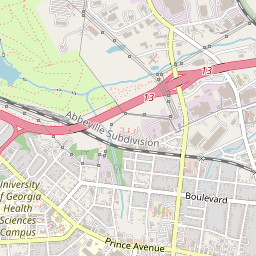 13
13
Abbeville Subdivision
University
of Georgia
Health
Sciences
Campus
Boulevard
Prince Avenue